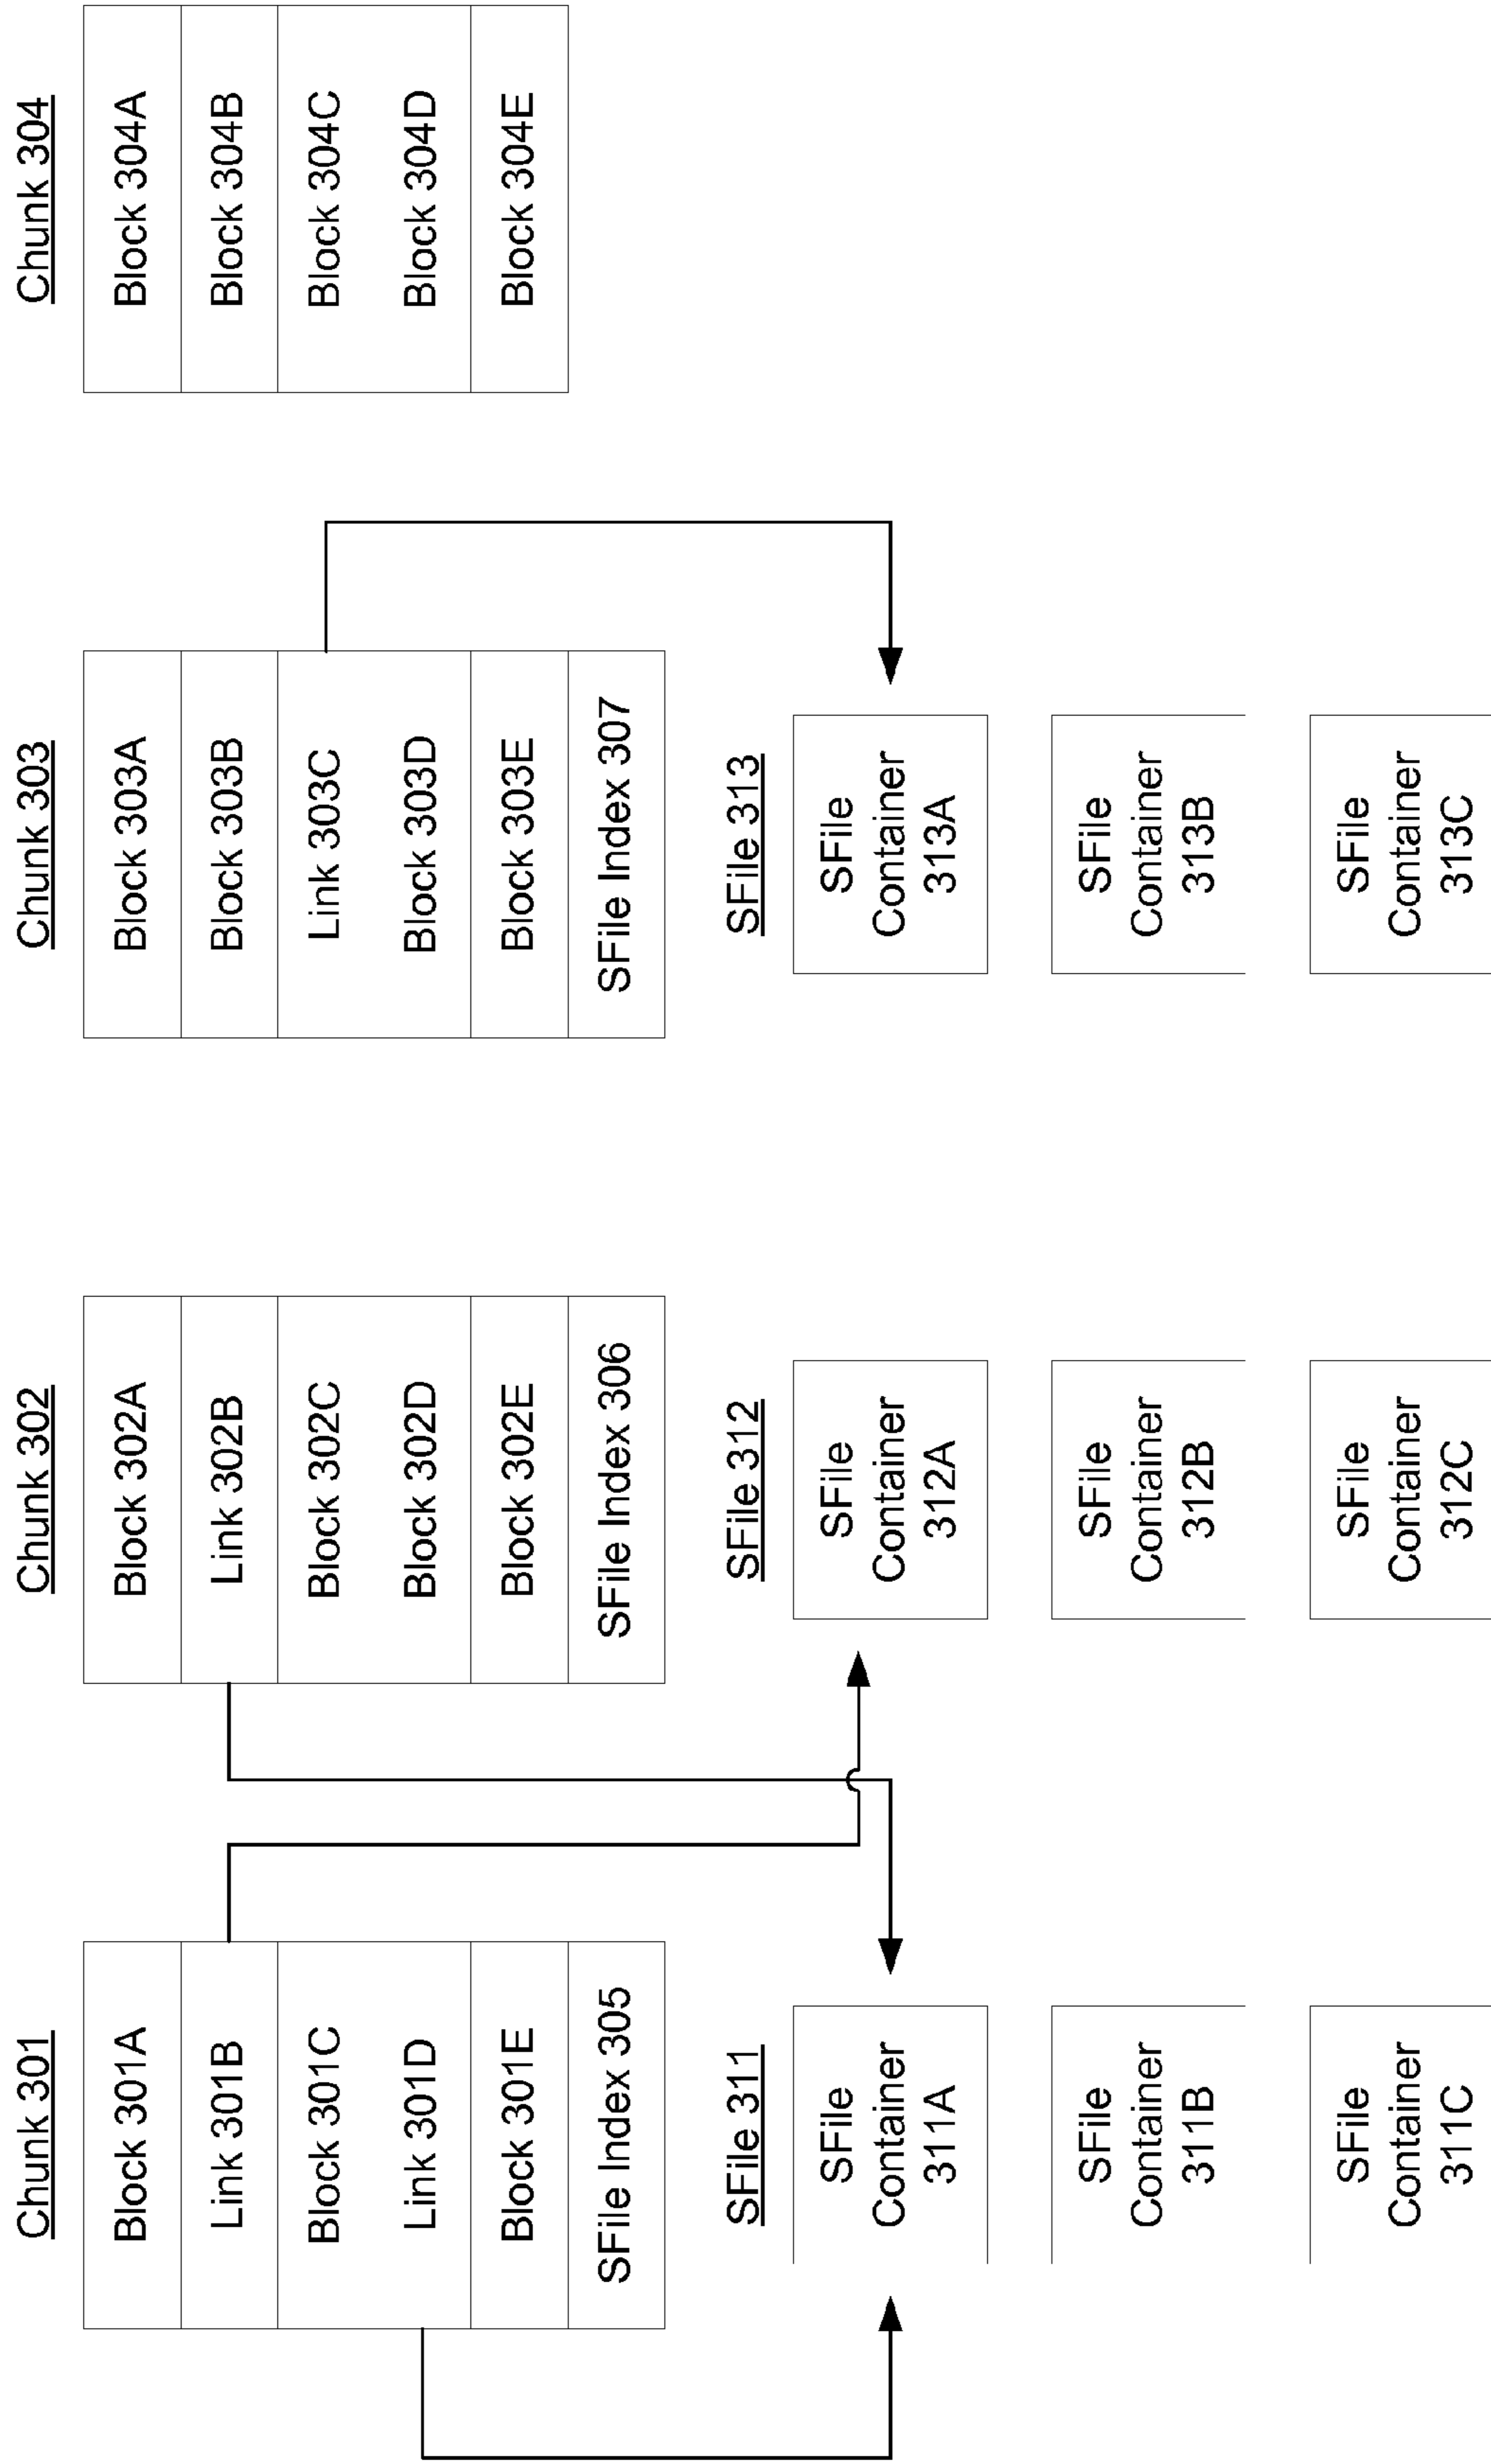 Chunk 301
Block 301A
Link 301B
Block 301C
Link 301D
Block 301E
SFile Index 305
Chunk 302
Block 302A
Link 302B
Block 302C
Block 302D
Block 302E
SFile Index 306
Chunk 303
Block 303A
Block 303B
Link 303C
Block 303D
Block 303E
SFile Index 307
Chunk 304
Block 304A
Block 304B
Block 304C
Block 304D
Block 304E
SFile 311
SFile
Container
311A
SFile
Container
311B
SFile
Container
311C
SFile 312
SFile
Container
312A
SFile
Container
312B
SFile
Container
312C
SFile 313
SFile
Container
313A
SFile
Container
313B
SFile
Container
313C